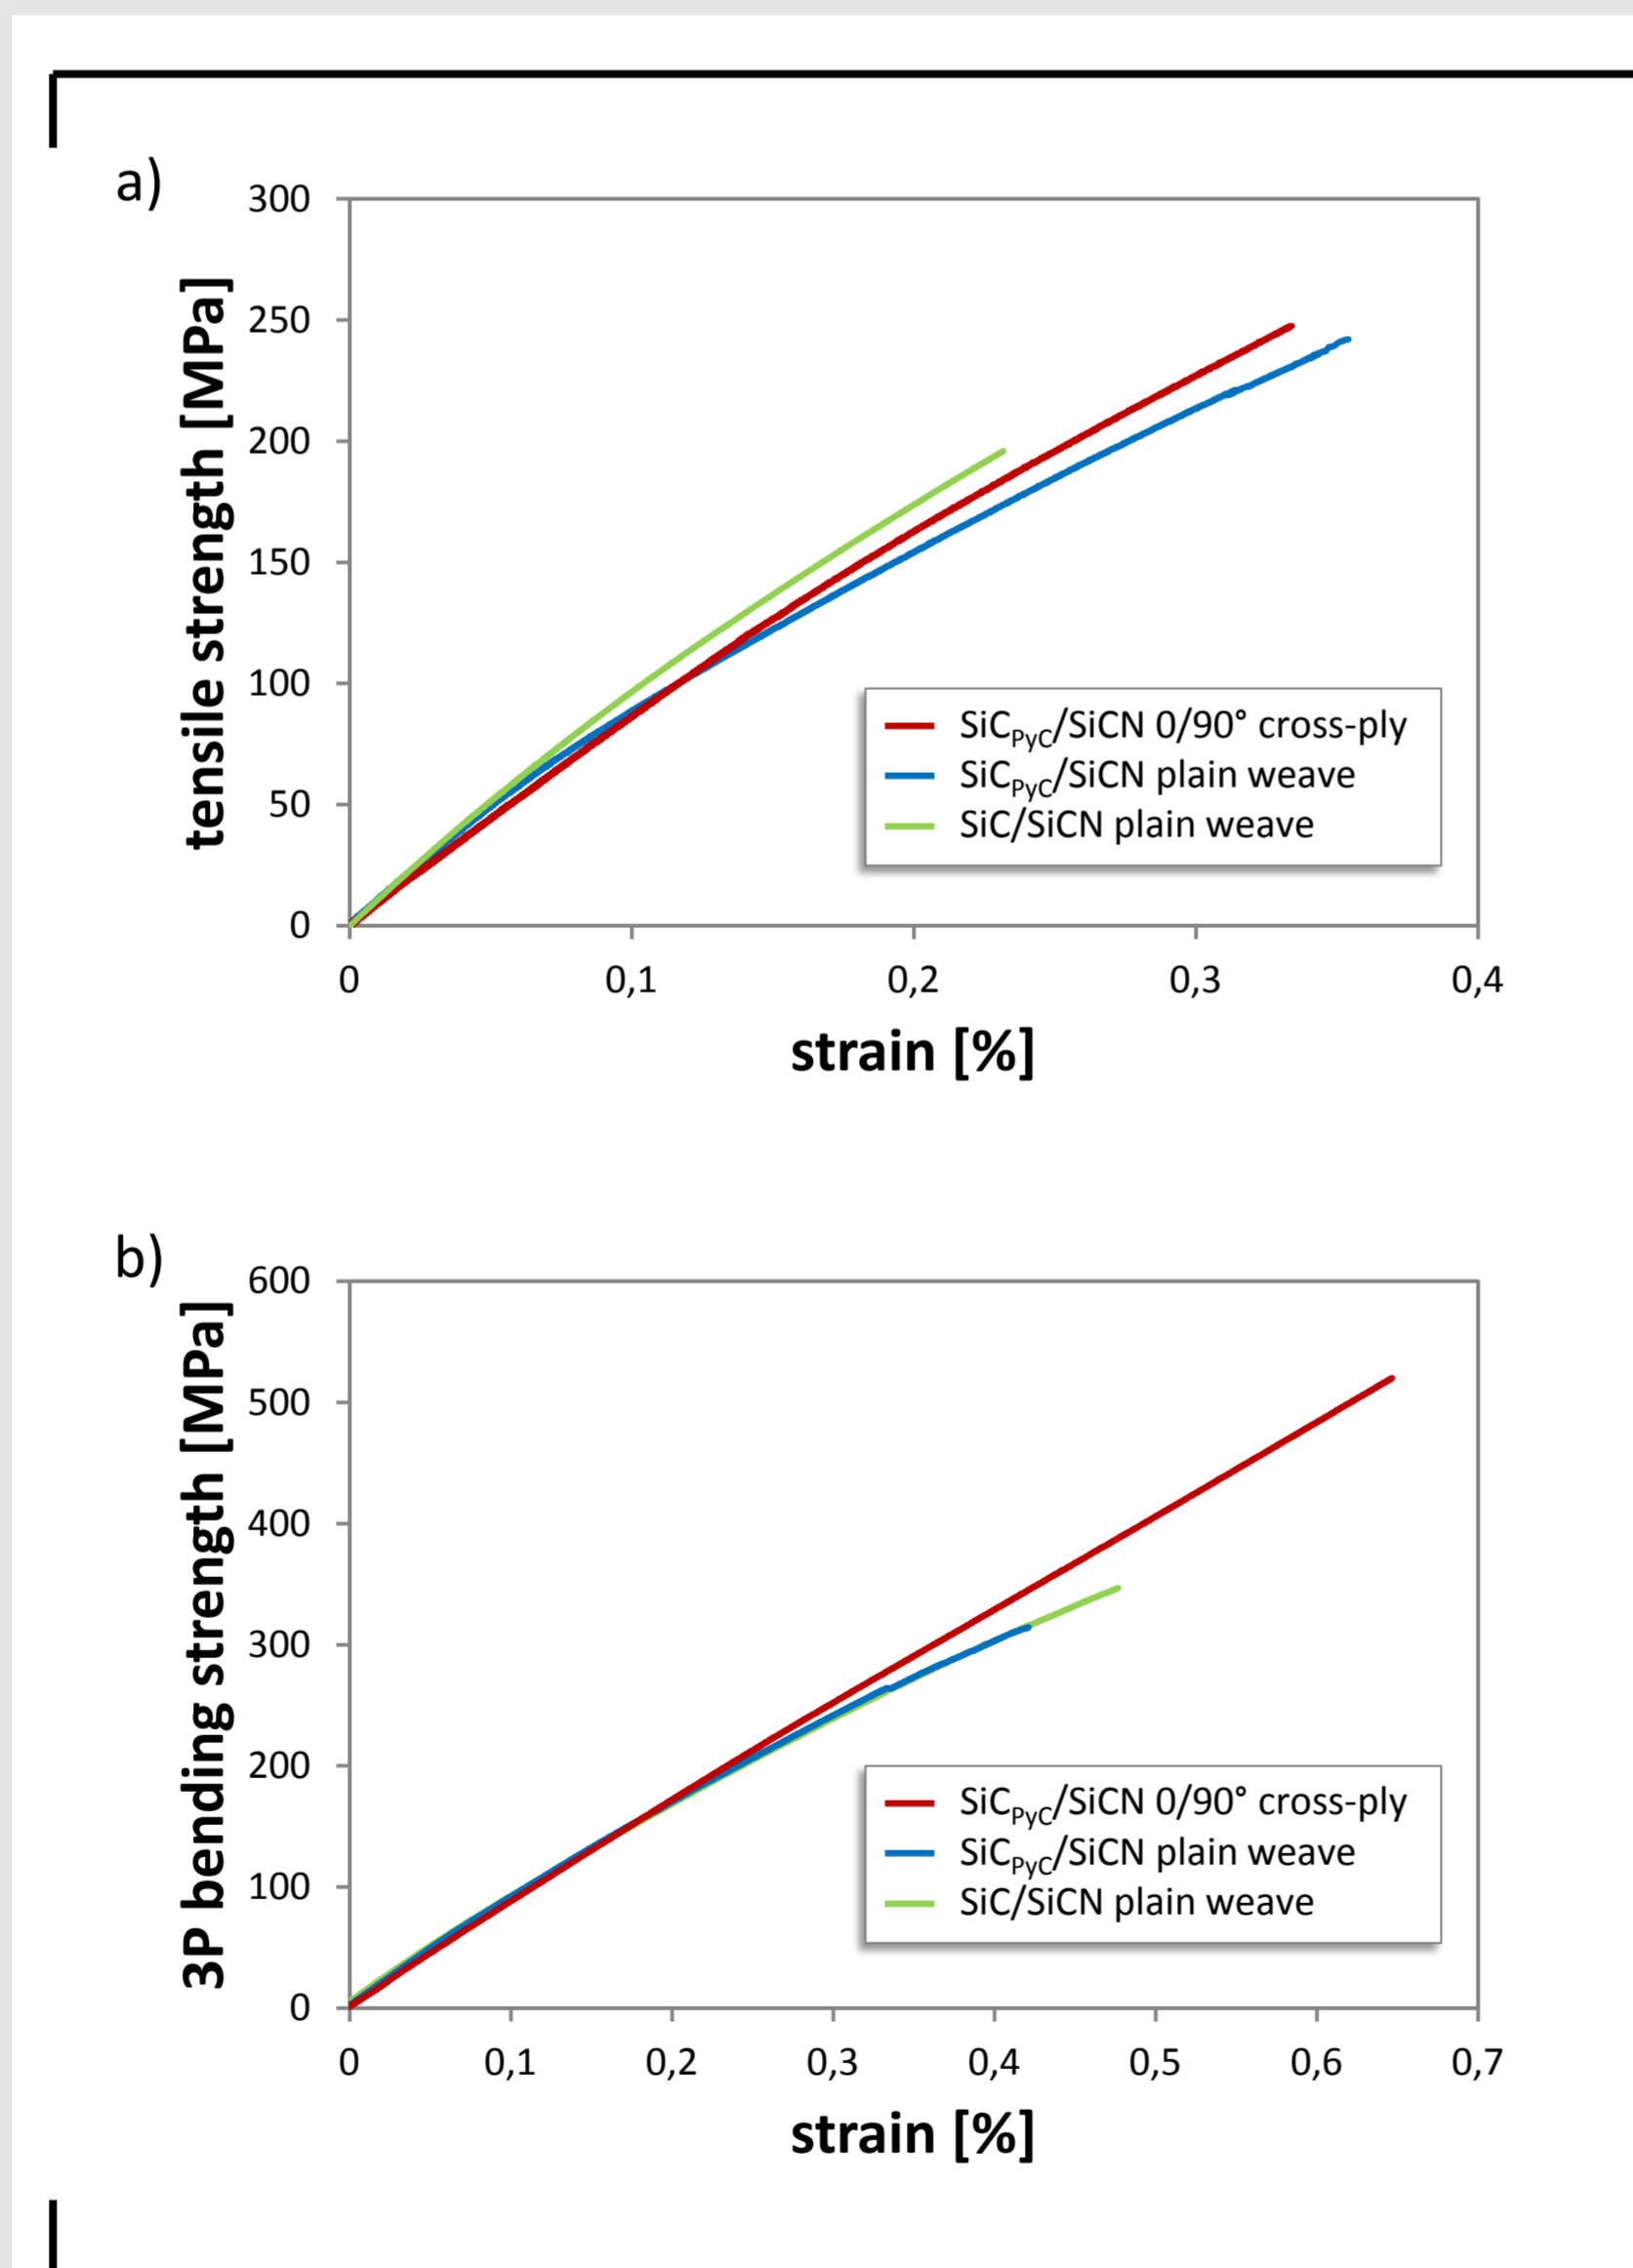 a)
tensile strength [MPa]
300
250
200
150
100
50
0
0
0,1
0,2
0,3
0,4
strain [%]
SiCPyC/SiCN 0/90° cross-ply
SiCPyC/SiCN plain weave
SiC/SiCN plain weave
b)
3P bending strength [MPa]
600
500
400
300
200
100
0
0
0,1
0,2
0,3
0,4
0,5
0,6
0,7
strain [%]
SiCPyC/SiCN 0/90° cross-ply
SiCPyC/SiCN plain weave
SiC/SiCN plain weave